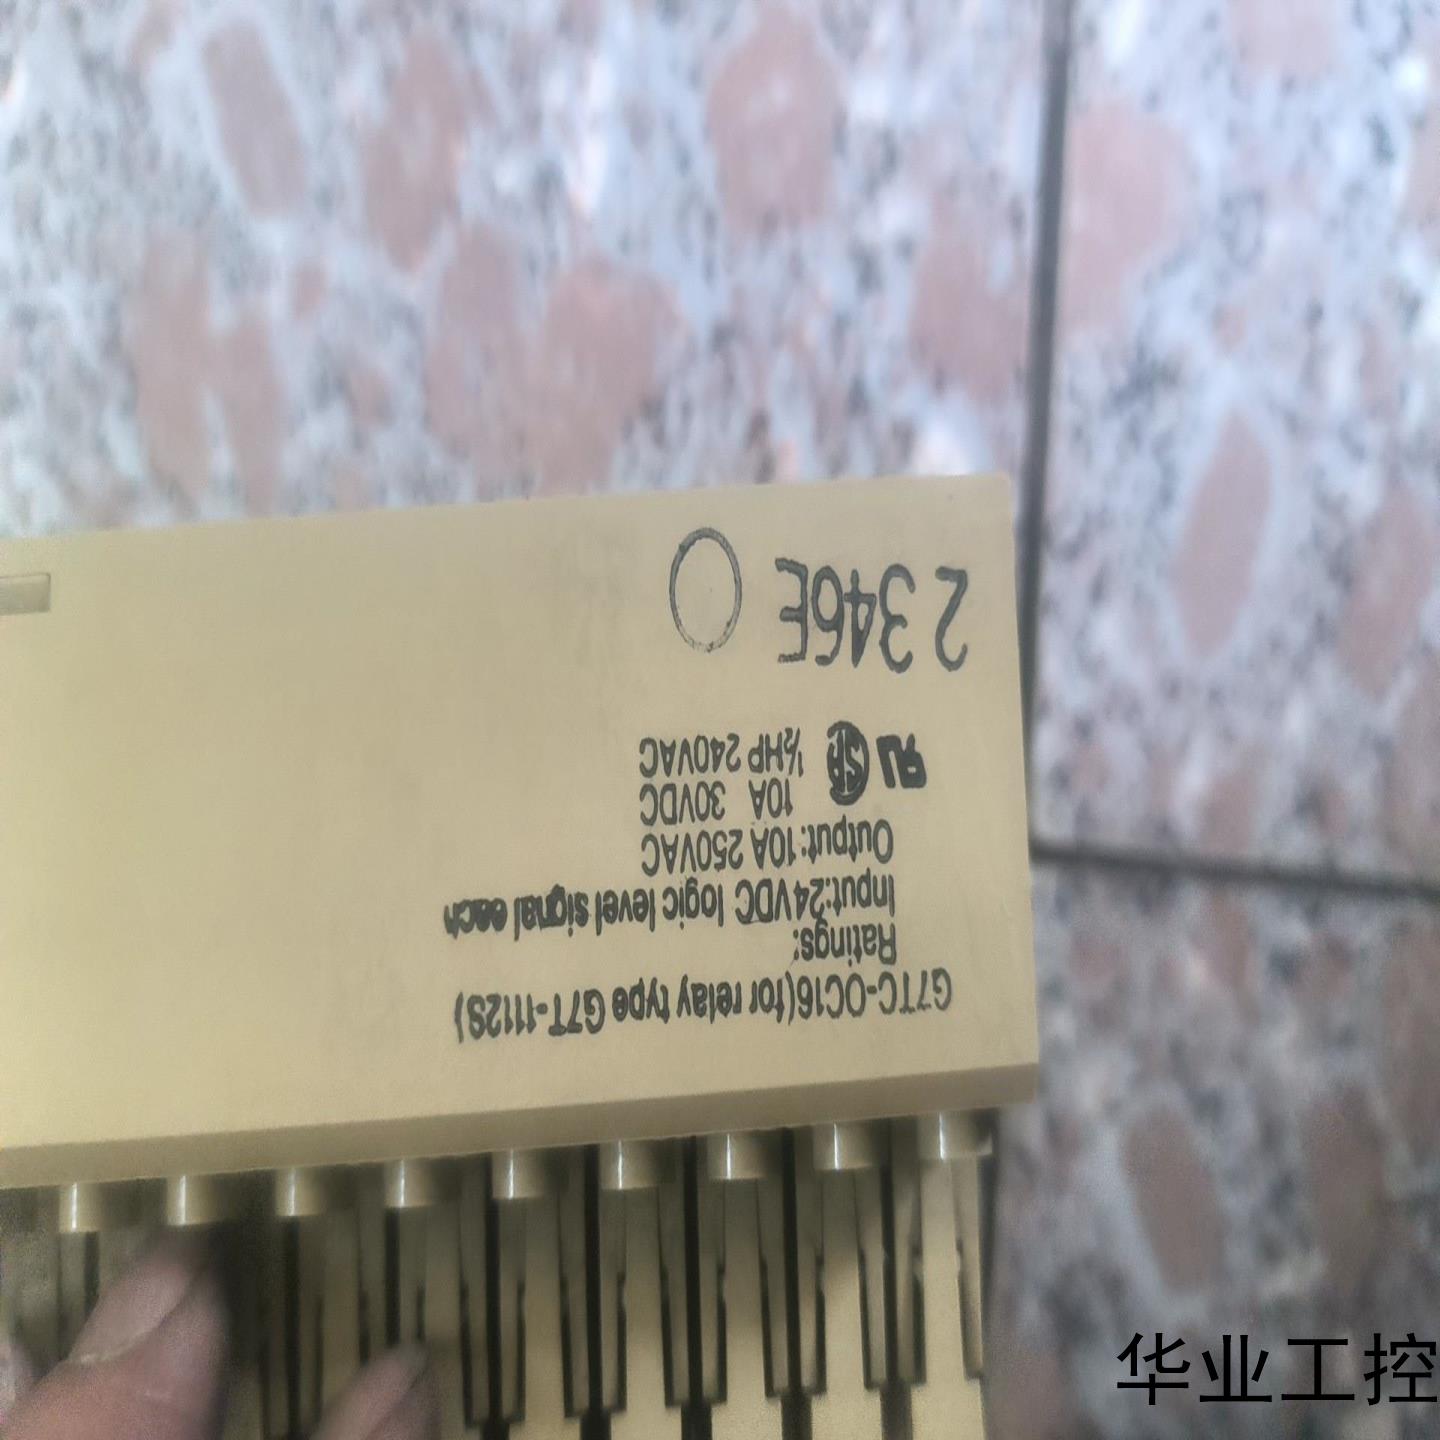 G7TC-OC16(for relay type G7T-1112S)
Ratings:
Input:24VDC logic level signal each
Output:10A 250VAC
10A 30VDC
½HP 240VAC
2 346E
华业工控